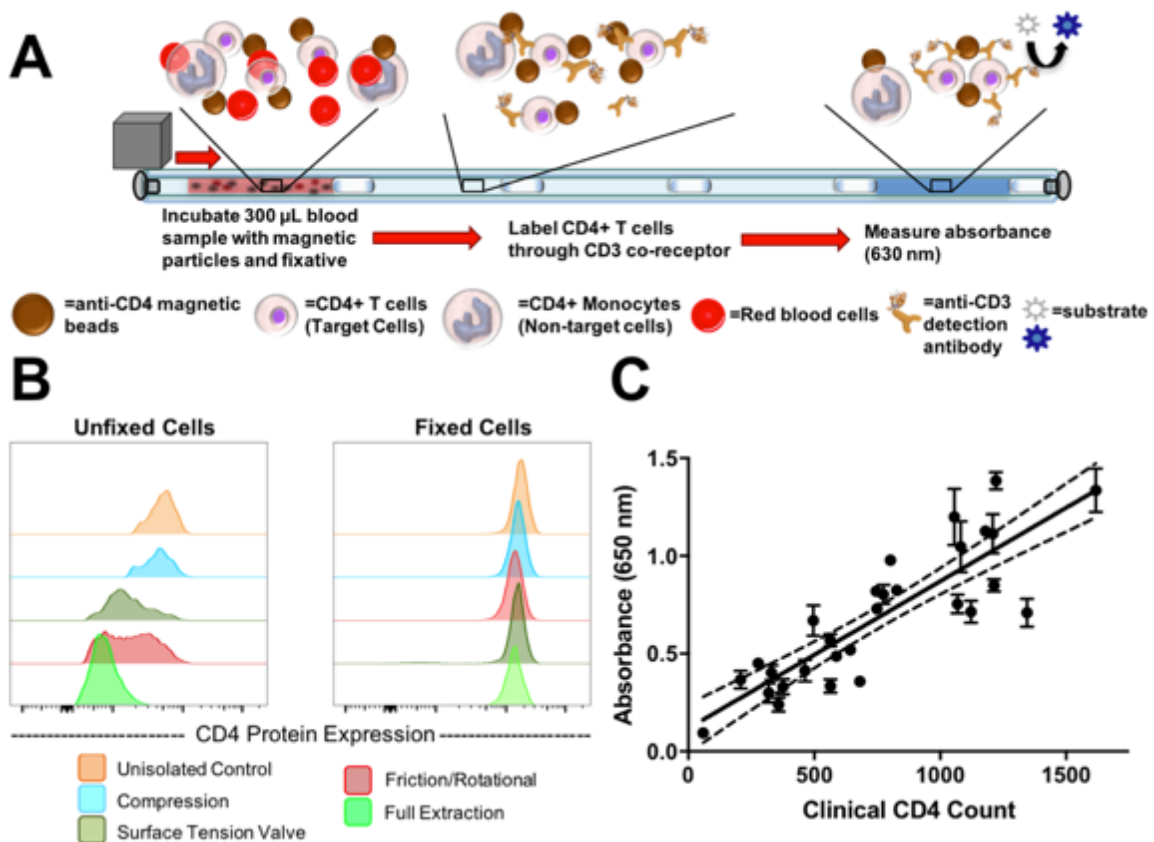 A
Incubate 300 µL blood
sample with magnetic
particles and fixative
Label CD4+ T cells
through CD3 co-receptor
Measure absorbance
(630 nm)
=anti-CD4 magnetic
beads
=CD4+ T cells
(Target Cells)
=CD4+ Monocytes
(Non-target cells)
=Red blood cells
=anti-CD3
detection
antibody
=substrate
B
Unfixed Cells
Fixed Cells
CD4 Protein Expression
Unisolated Control
Compression
Surface Tension Valve
Friction/Rotational
Full Extraction
C
Absorbance (650 nm)
1.5
1.0
0.5
0.0
0
500
1000
1500
Clinical CD4 Count